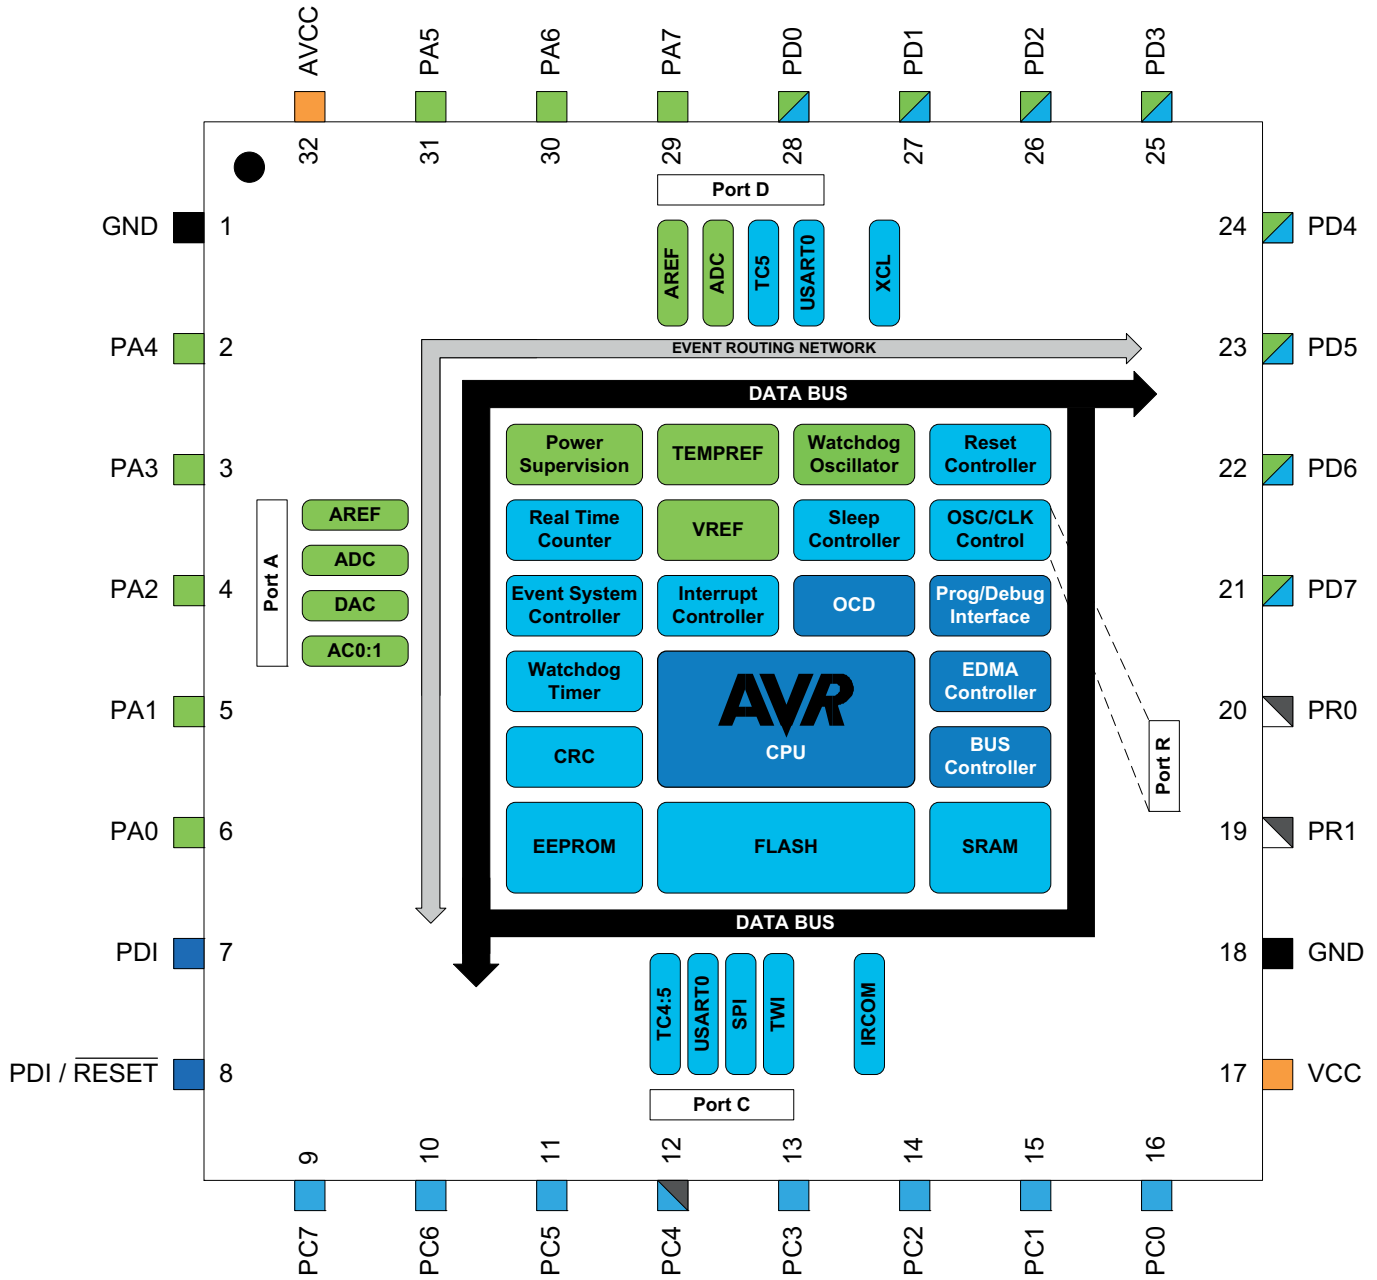 AVCC
PA5
PA6
PA7
PD0
PD1
PD2
PD3
32
31
30
29
28
27
26
25
Port D
GND 1
24 PD4
AREF
ADC
TC5
USART0
XCL
PA4 2
EVENT ROUTING NETWORK
23 PD5
DATA BUS
PA3 3
Power
Supervision
TEMPREF
Watchdog
Oscillator
Reset
Controller
22 PD6
Port A
AREF
ADC
DAC
AC0:1
Real Time
Counter
VREF
Sleep
Controller
OSC/CLK
Control
PA2 4
Event System
Controller
Interrupt
Controller
OCD
Prog/Debug
Interface
21 PD7
PA1 5
Watchdog
Timer
AVR
CPU
EDMA
Controller
20 PR0
CRC
BUS
Controller
Port R
PA0 6
EEPROM
FLASH
SRAM
19 PR1
DATA BUS
PDI 7
18 GND
TC4:5
USART0
SPI
TWI
IRCOM
PDI / RESET 8
17 VCC
Port C
9
10
11
12
13
14
15
16
PC7
PC6
PC5
PC4
PC3
PC2
PC1
PC0